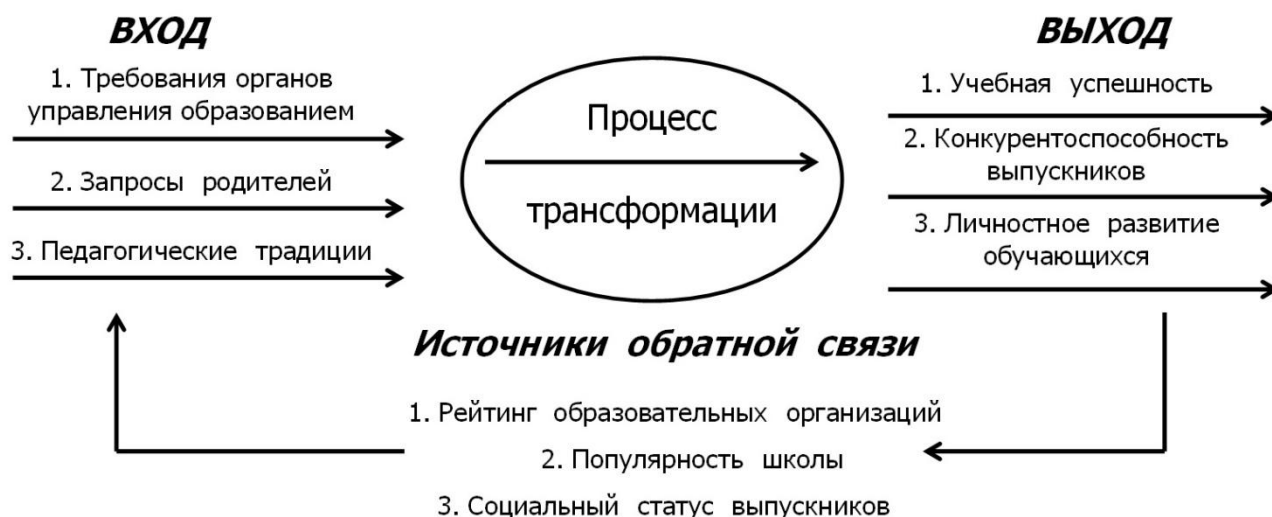 ВХОД
1. Требования органов
управления образованием
2. Запросы родителей
3. Педагогические традиции
Процесс
трансформации
ВЫХОД
1. Учебная успешность
2. Конкурентоспособность
выпускников
3. Личностное развитие
обучающихся
Источники обратной связи
1. Рейтинг образовательных организаций
2. Популярность школы
3. Социальный статус выпускников